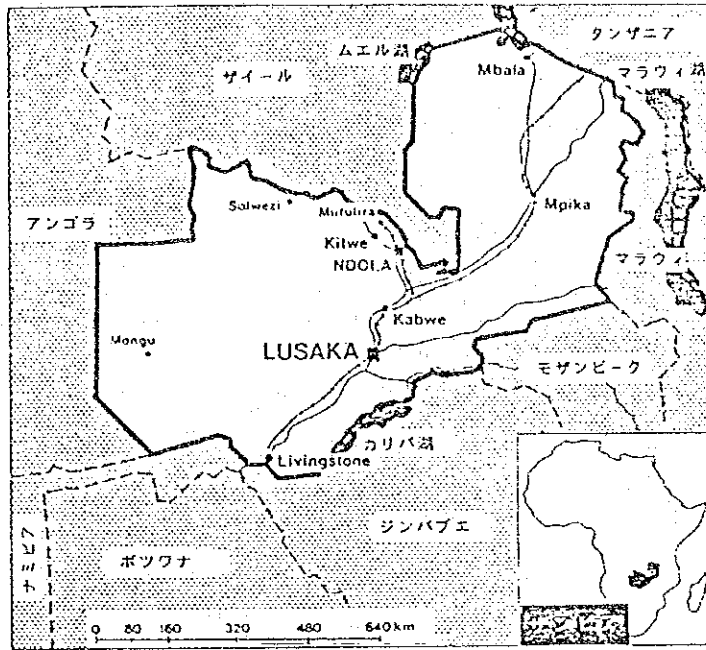 タンザニア
ムエル湖
ザイール
Mbala
マラウィ湖
アンゴラ
Solwezi
Mufulira
Mpika
Kitwe
NDOLA
マラウィ
Kabwe
Mongu
LUSAKA
モザンビーク
カリバ湖
Livingstone
ジンバブエ
ナミビア
ボツワナ
0 80 160 320 480 640km